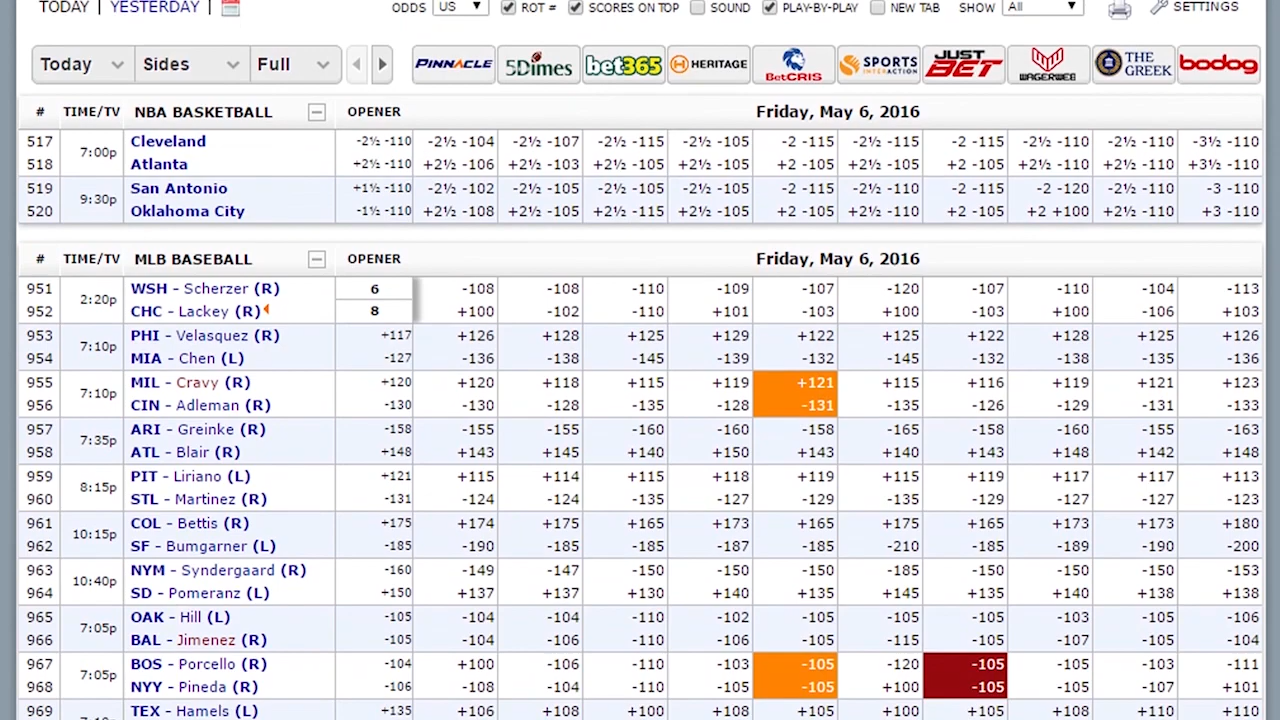 TODAY | YESTERDAY |
ODDS US ROT # SCORES ON TOP SOUND PLAY-BY-PLAY NEW TAB SHOW All SETTINGS
Today Sides Full PINNACLE 5Dimes bet365 HERITAGE BetCRIS SPORTS INTERACTION JUST BET WAGERWEB THE GREEK bodog
# TIME/TV NBA BASKETBALL OPENER Friday, May 6, 2016
517 7:00p Cleveland -2½ -110 -2½ -104 -2½ -107 -2½ -115 -2½ -105 -2 -115 -2½ -115 -2 -115 -2½ -110 -2½ -110 -3½ -110
518 Atlanta +2½ -110 +2½ -106 +2½ -103 +2½ -105 +2½ -105 +2 -105 +2½ -105 +2 -105 +2½ -110 +2½ -110 +3½ -110
519 9:30p San Antonio +1½ -110 -2½ -102 -2½ -105 -2½ -105 -2½ -105 -2 -115 -2½ -110 -2 -115 -2 -120 -2½ -110 -3 -110
520 Oklahoma City -1½ -110 +2½ -108 +2½ -105 +2½ -115 +2½ -105 +2 -105 +2½ -110 +2 -105 +2 +100 +2½ -110 +3 -110
# TIME/TV MLB BASEBALL OPENER Friday, May 6, 2016
951 2:20p WSH - Scherzer (R) 6 -108 -108 -110 -109 -107 -120 -107 -110 -104 -113
952 CHC - Lackey (R) 8 +100 -102 -110 +101 -103 +100 -103 +100 -106 +103
953 7:10p PHI - Velasquez (R) +117 +126 +128 +125 +129 +122 +125 +122 +128 +125 +126
954 MIA - Chen (L) -127 -136 -138 -145 -139 -132 -145 -132 -138 -135 -136
955 7:10p MIL - Cravy (R) +120 +120 +118 +115 +119 +121 +115 +116 +119 +121 +123
956 CIN - Adleman (R) -130 -130 -128 -135 -128 -131 -135 -126 -129 -131 -133
957 7:35p ARI - Greinke (R) -158 -155 -155 -160 -160 -158 -165 -158 -160 -155 -163
958 ATL - Blair (R) +148 +143 +145 +140 +150 +143 +140 +143 +148 +142 +148
959 8:15p PIT - Liriano (L) +121 +115 +114 +115 +118 +119 +115 +119 +117 +117 +113
960 STL - Martinez (R) -131 -124 -124 -135 -127 -129 -135 -129 -127 -127 -123
961 10:15p COL - Bettis (R) +175 +174 +175 +165 +173 +165 +175 +165 +173 +173 +180
962 SF - Bumgarner (L) -185 -190 -185 -185 -187 -185 -210 -185 -189 -190 -200
963 10:40p NYM - Syndergaard (R) -160 -149 -147 -150 -150 -150 -185 -150 -150 -150 -153
964 SD - Pomeranz (L) +150 +137 +137 +130 +140 +135 +145 +135 +140 +138 +138
965 7:05p OAK - Hill (L) -105 -104 -104 -110 -102 -105 -105 -105 -103 -105 -106
966 BAL - Jimenez (R) -105 -104 -106 -110 -106 -105 -115 -105 -107 -105 -104
967 7:05p BOS - Porcello (R) -104 +100 -106 -110 -103 -105 -120 -105 -105 -103 -111
968 NYY - Pineda (R) -106 -108 -104 -110 -105 -105 +100 -105 -105 -107 +101
969 TEX - Hamels (L) +135 +106 +108 +100 +108 +105 +100 +105 +108 +110 +110